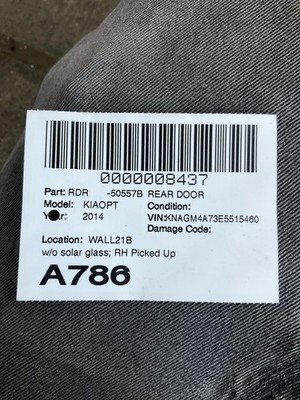 0000008437
Part: RDR -50557B REAR DOOR
Model: KIAOPT Condition:
Year: 2014 VIN:KNAGM4A73E5515460
Damage Code:
Location: WALL21B
w/o solar glass; RH Picked Up
A786